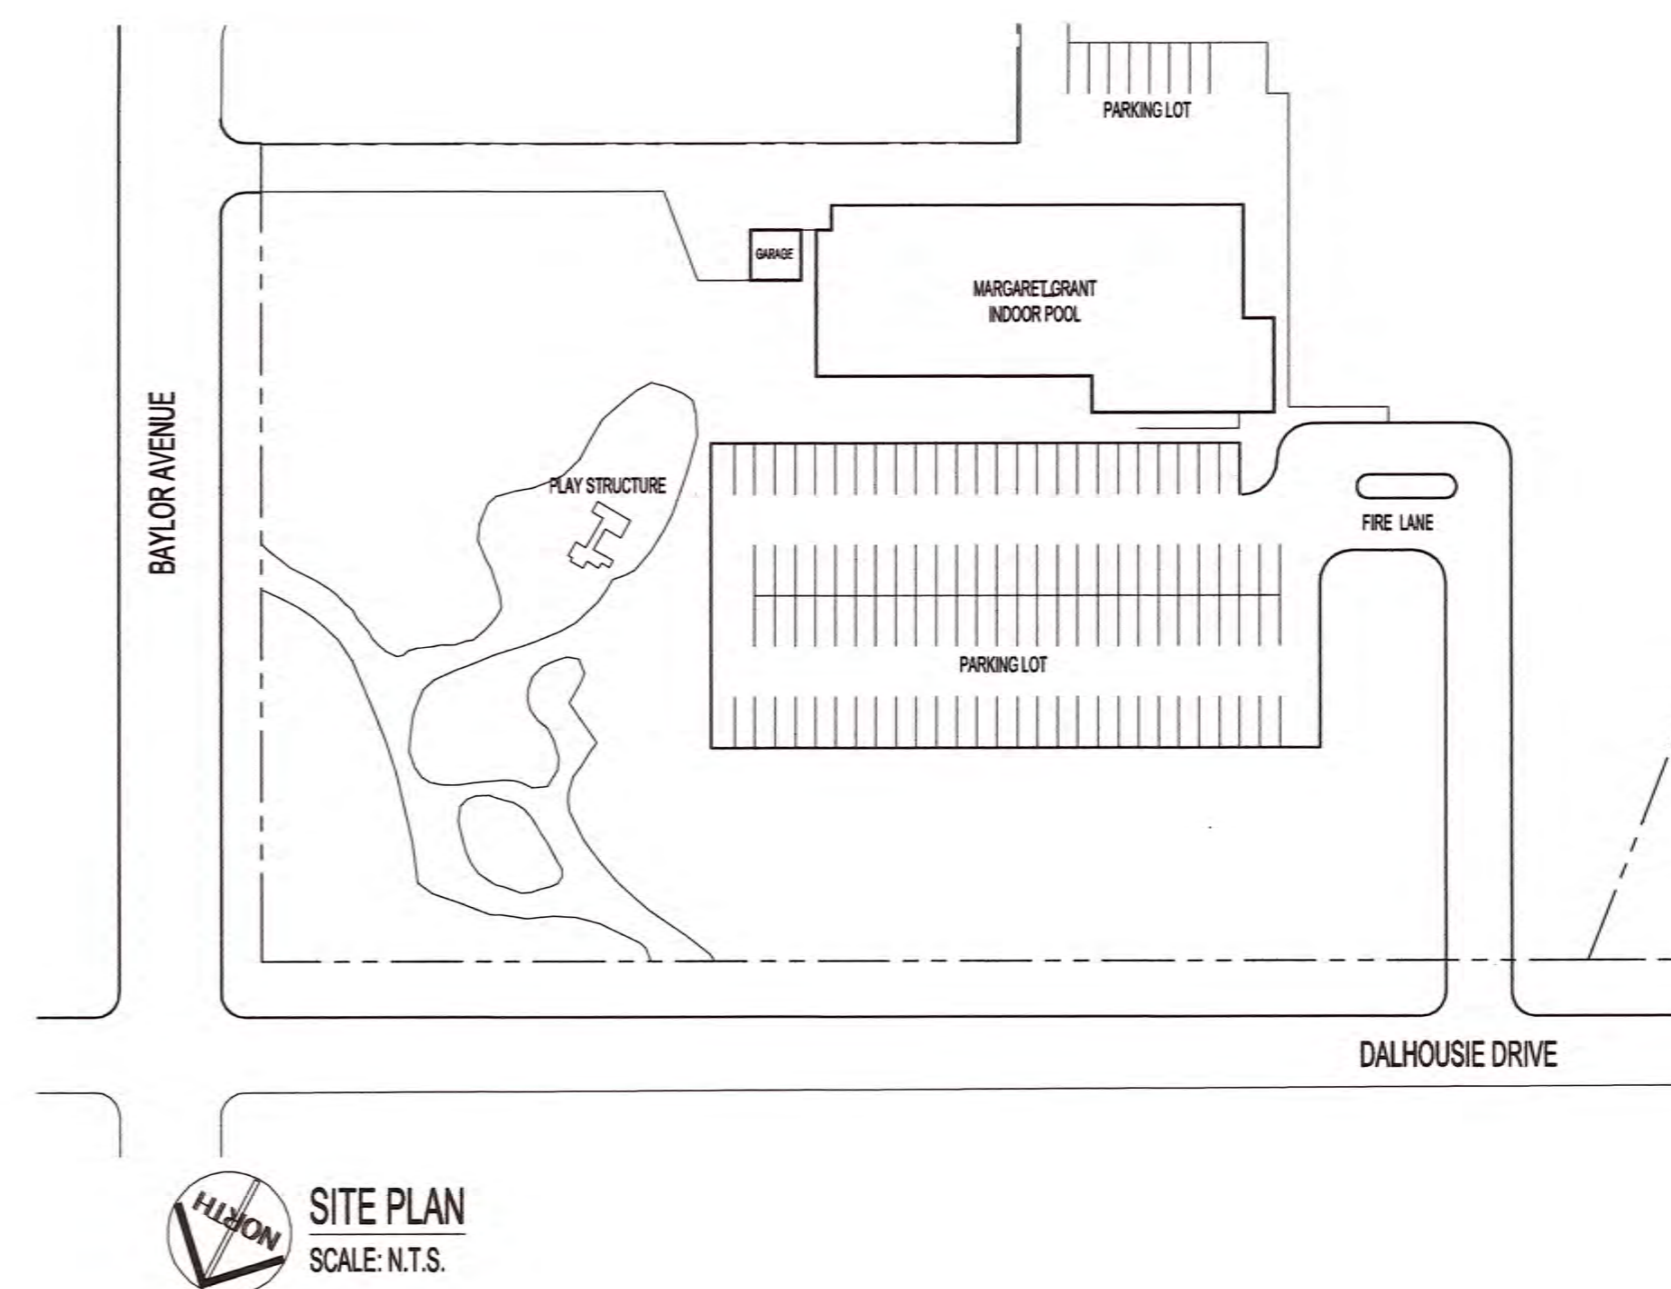 PARKING LOT
GARAGE
MARGARET GRANT
INDOOR POOL
BAYLOR AVENUE
PLAY STRUCTURE
FIRE LANE
PARKING LOT
DALHOUSIE DRIVE
NORTH
SITE PLAN
SCALE: N.T.S.